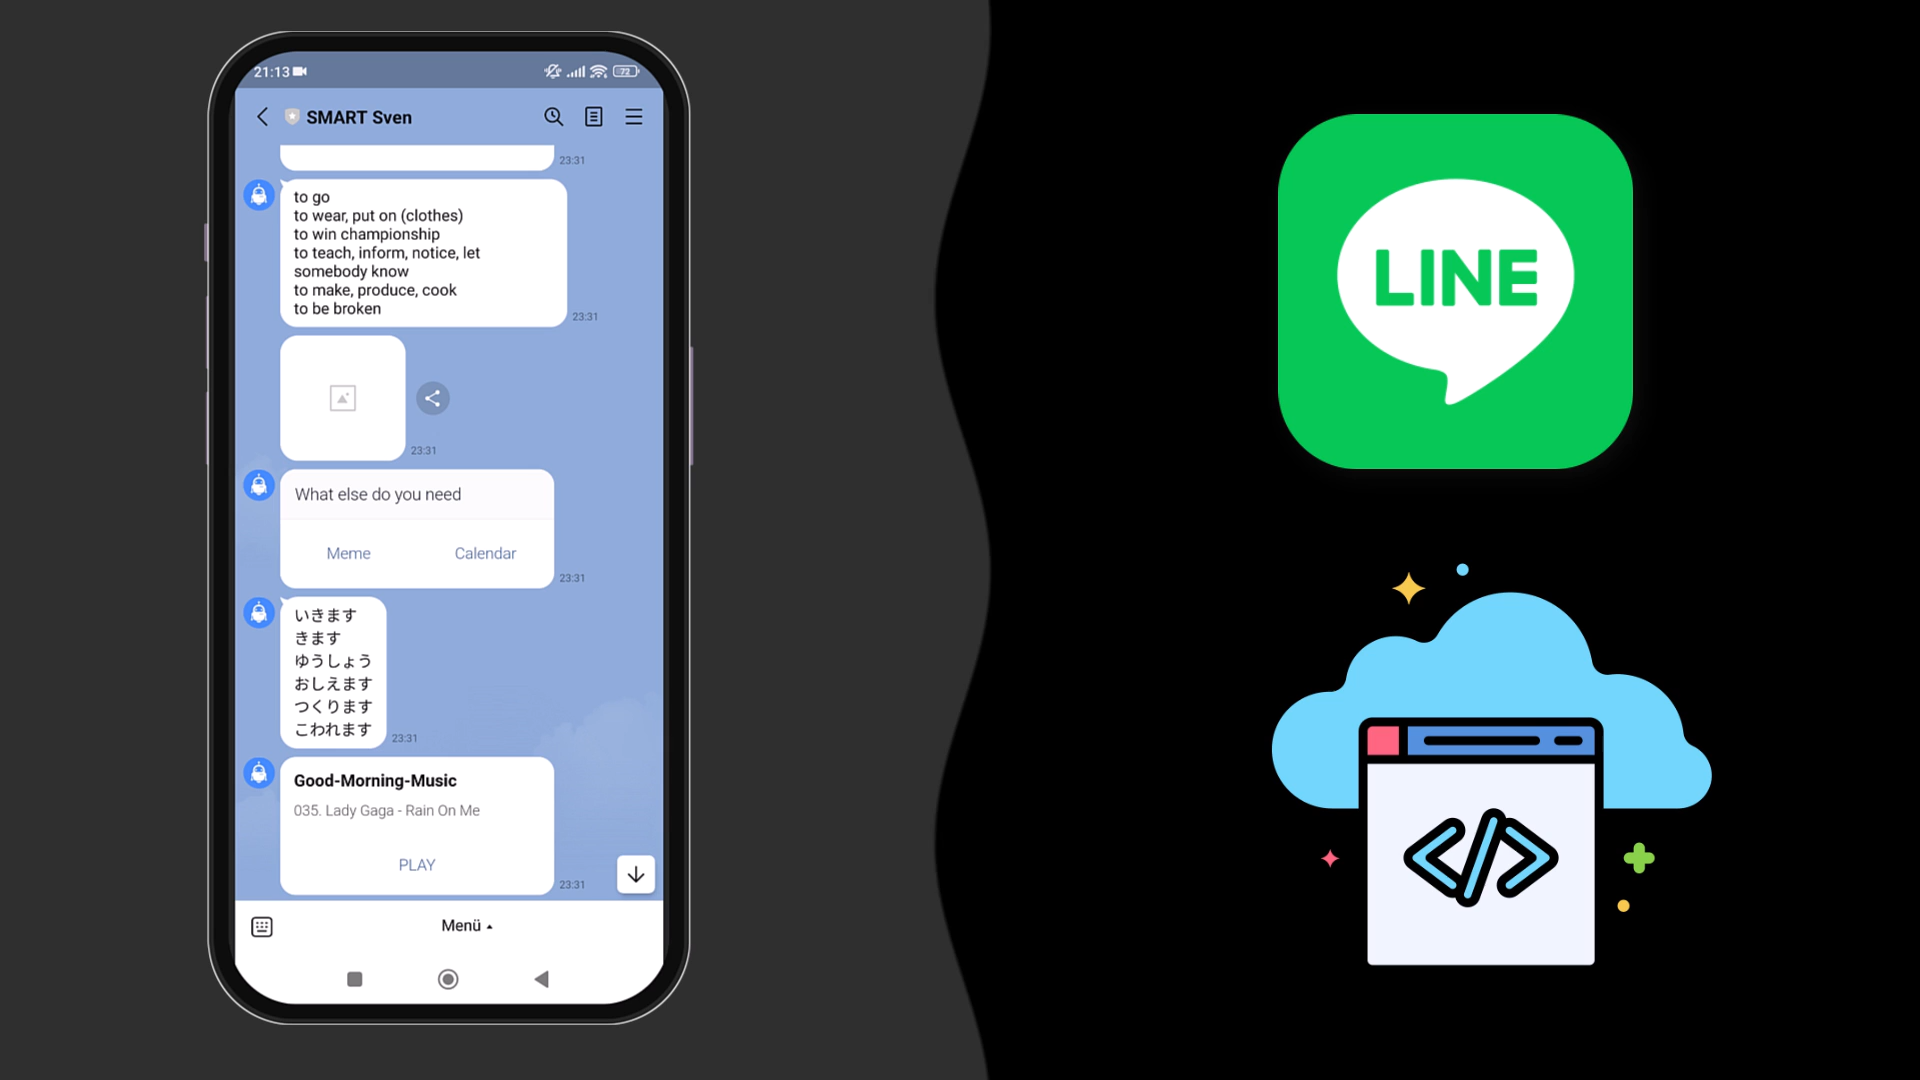 21:13
72
SMART Sven
23:31
to go
to wear, put on (clothes)
to win championship
to teach, inform, notice, let
somebody know
to make, produce, cook
to be broken
23:31
23:31
What else do you need
Meme
Calendar
23:31
いきます
きます
ゆうしょう
おしえます
つくります
こわれます
23:31
Good-Morning-Music
035. Lady Gaga - Rain On Me
PLAY
23:31
Menü
LINE